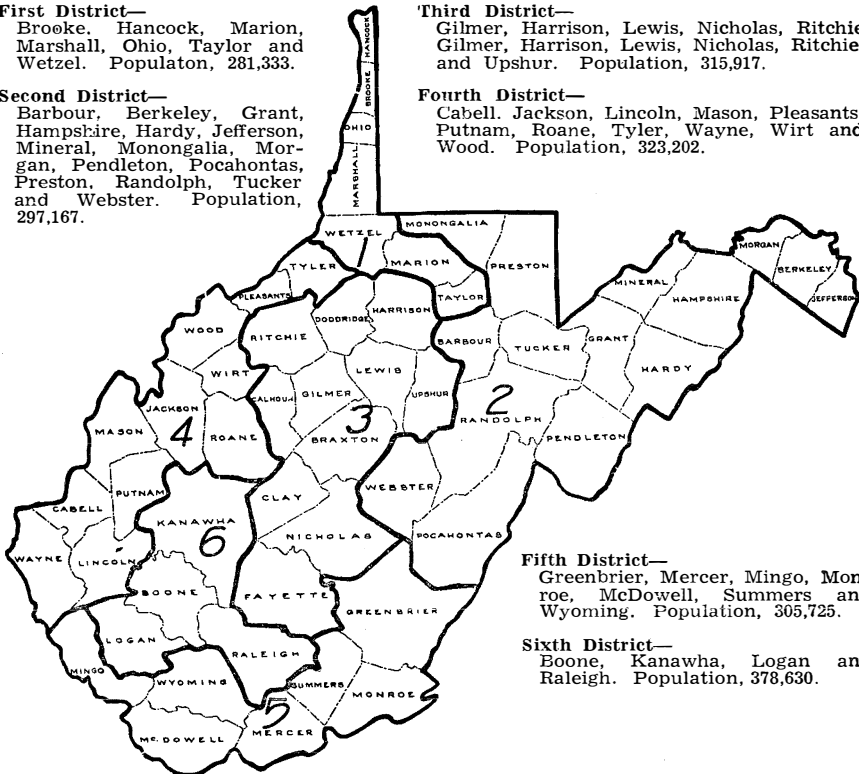 First District—
Brooke. Hancock, Marion,
Marshall, Ohio, Taylor and
Wetzel. Populaton, 281,333.
Second District—
Barbour, Berkeley, Grant,
Hampshire, Hardy, Jefferson,
Mineral, Monongalia, Mor-
gan, Pendleton, Pocahontas,
Preston, Randolph, Tucker
and Webster. Population,
297,167.
Third District—
Gilmer, Harrison, Lewis, Nicholas, Ritchie
Gilmer, Harrison, Lewis, Nicholas, Ritchie
and Upshur. Population, 315,917.
Fourth District—
Cabell. Jackson, Lincoln, Mason, Pleasants
Putnam, Roane, Tyler, Wayne, Wirt and
Wood. Population, 323,202.
HANCOCK
BROOKE
OHIO
MARSHALL
WETZEL
MONONGALIA
MARION
PRESTON
TYLER
PLEASANTS
TAYLOR
MORGAN
BERKELEY
JEFFERSON
MINERAL
HAMPSHIRE
WOOD
RITCHIE
DODDRIDGE
HARRISON
BARBOUR
TUCKER
GRANT
HARDY
WIRT
CALHOUN
GILMER
LEWIS
UPSHUR
2
RANDOLPH
PENDLETON
JACKSON
4
ROANE
3
BRAXTON
MASON
PUTNAM
CABELL
KANAWHA
6
CLAY
WEBSTER
NICHOLAS
POCAHONTAS
WAYNE
LINCOLN
BOONE
FAYETTE
GREENBRIER
LOGAN
RALEIGH
MINGO
WYOMING
SUMMERS
MONROE
5
MCDOWELL
MERCER
Fifth District—
Greenbrier, Mercer, Mingo, Mon
roe, McDowell, Summers an
Wyoming. Population, 305,725.
Sixth District—
Boone, Kanawha, Logan an
Raleigh. Population, 378,630.